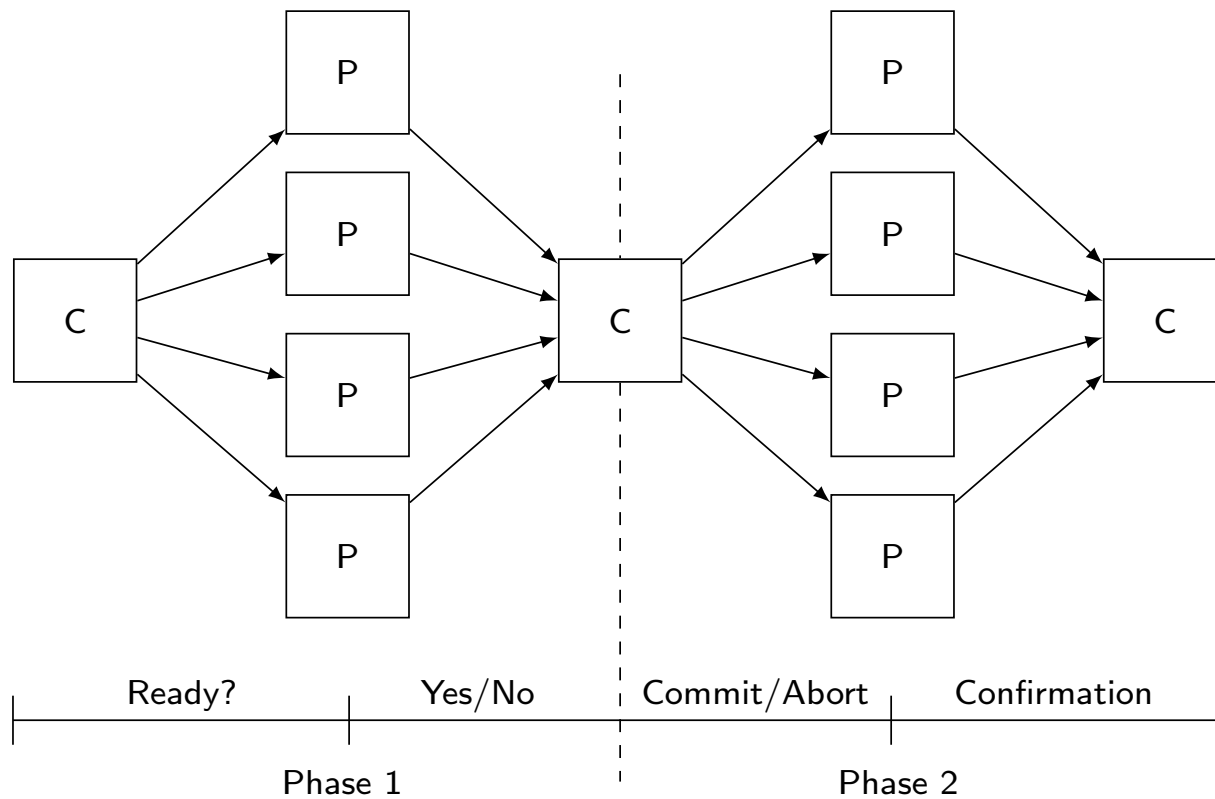 P
P
P
P
C
C
C
P
P
P
P
Ready?
Yes/No
Commit/Abort
Confirmation
Phase 1
Phase 2